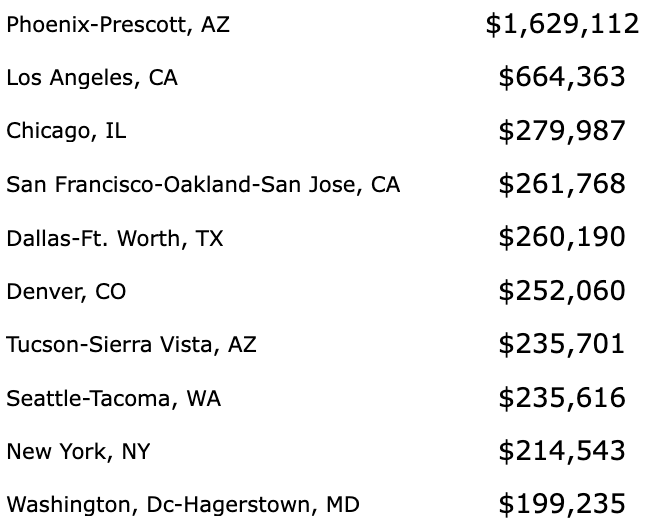 Phoenix-Prescott, AZ $1,629,112
Los Angeles, CA $664,363
Chicago, IL $279,987
San Francisco-Oakland-San Jose, CA $261,768
Dallas-Ft. Worth, TX $260,190
Denver, CO $252,060
Tucson-Sierra Vista, AZ $235,701
Seattle-Tacoma, WA $235,616
New York, NY $214,543
Washington, Dc-Hagerstown, MD $199,235